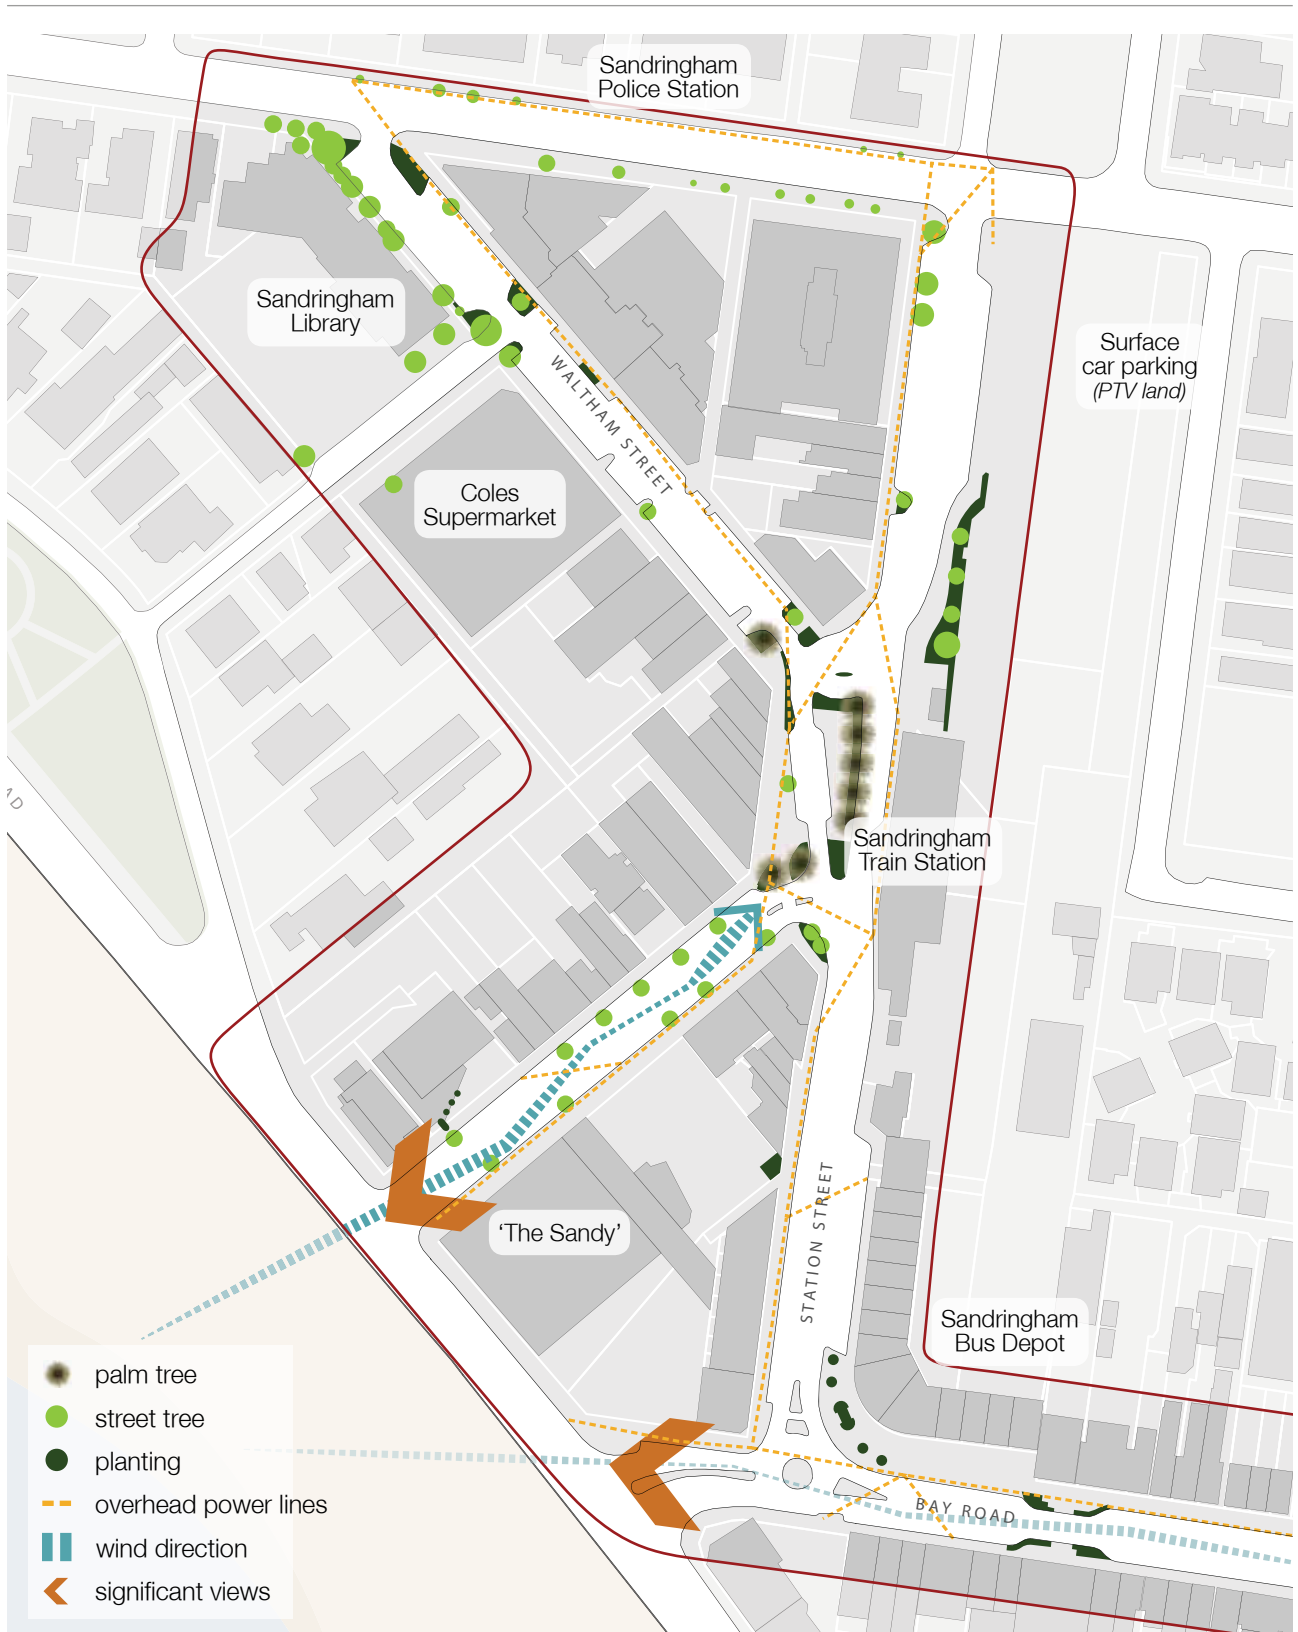 Sandringham
Police Station
Sandringham
Library
Surface
car parking
(PTV land)
WALTHAM STREET
Coles
Supermarket
AD
Sandringham
Train Station
'The Sandy'
STATION STREET
Sandringham
Bus Depot
BAY ROAD
palm tree
street tree
planting
overhead power lines
wind direction
significant views